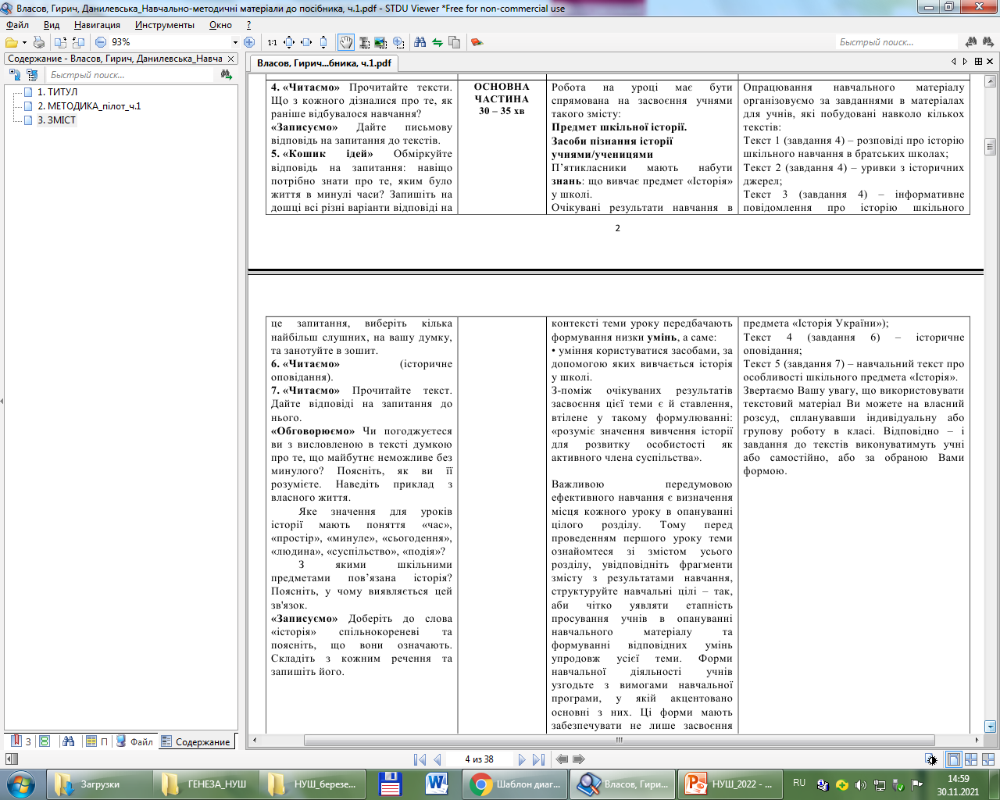 Власов, Гирич, Данилевська_Навчально-методичні матеріали до посібника, ч.1.pdf - STDU Viewer *Free for non-commercial use
Файл Вид Навигация Инструменты Окно ?
93%
1:1
Быстрый поиск...
Содержание - Власов, Гирич, Данилевська_Навча
Быстрый поиск...
1. ТИТУЛ
2. МЕТОДИКА_пілот_ч.1
3. ЗМІСТ
Власов, Гирич...бника, ч.1.pdf
4. «Читаємо» Прочитайте тексти.
Що з кожного дізналися про те, як
раніше відбувалося навчання?
«Записуємо» Дайте письмову
відповідь на запитання до текстів.
5. «Кошик ідей» Обміркуйте
відповідь на запитання: навіщо
потрібно знати про те, яким було
життя в минулі часи? Запишіть на
дошці всі різні варіанти відповіді на
ОСНОВНА
ЧАСТИНА
30 – 35 хв
Робота на уроці має бути
спрямована на засвоєння учнями
такого змісту:
Предмет шкільної історії.
Засоби пізнання історії
учнями/ученицями
П’ятикласники мають набути
знань: що вивчає предмет «Історія»
у школі.
Очікувані результати навчання в
Опрацювання навчального матеріалу
організовуємо за завданнями в матеріалах
для учнів, які побудовані навколо кількох
текстів:
Текст 1 (завдання 4) – розповіді про історію
шкільного навчання в братських школах;
Текст 2 (завдання 4) – уривки з історичних
джерел;
Текст 3 (завдання 4) – інформативне
повідомлення про історію шкільного
2
це запитання, виберіть кілька
найбільш слушних, на вашу думку,
та занотуйте в зошит.
6. «Читаємо» (історичне
оповідання).
7. «Читаємо» Прочитайте текст.
Дайте відповіді на запитання до
нього.
«Обговорюємо» Чи погоджуєтеся
ви з висловленою в тексті думкою
про те, що майбутнє неможливе без
минулого? Поясніть, як ви її
розумієте. Наведіть приклад з
власного життя.
Яке значення для уроків
історії мають поняття «час»,
«простір», «минуле», «сьогодення»,
«людина», «суспільство», «подія»?
З якими шкільними
предметами пов’язана історія?
Поясніть, у чому виявляється цей
зв'язок.
«Записуємо» Доберіть до слова
«історія» спільнокореневі та
поясніть, що вони означають.
Складіть з кожним речення та
запишіть його.
контексті теми уроку передбачають
формування низки умінь, а саме:
• уміння користуватися засобами, за
допомогою яких вивчається історія
у школі.
З-поміж очікуваних результатів
засвоєння цієї теми є й ставлення,
втілене у такому формулюванні:
«розуміє значення вивчення історії
для розвитку особистості як
активного члена суспільства».
Важливою передумовою
ефективного навчання є визначення
місця кожного уроку в опануванні
цілого розділу. Тому перед
проведенням першого уроку теми
ознайомтеся зі змістом усього
розділу, увідповідніть фрагменти
змісту з результатами навчання,
структуруйте навчальні цілі – так,
аби чітко уявляти етапність
просування учнів в опануванні
навчального матеріалу та
формуванні відповідних умінь
упродовж усієї теми. Форми
навчальної діяльності учнів
узгодьте з вимогами навчальної
програми, у якій акцентовано
основні з них. Ці форми мають
забезпечувати не лише засвоєння
предмета «Історія України»);
Текст 4 (завдання 6) – історичне
оповідання;
Текст 5 (завдання 7) – навчальний текст про
особливості шкільного предмета «Історія».
Звертаємо Вашу увагу, що використовувати
текстовий матеріал Ви можете на власний
розсуд, спланувавши індивідуальну або
групову роботу в класі. Відповідно – і
завдання до текстів виконуватимуть учні
або самостійно, або за обраною Вами
формою.
З П Файл Содержание
4 из 38
Загрузки ГЕНЕЗА_НУШ НУШ_березе... Шаблон диаг... Власов, Гири... НУШ_2022 - ... RU 14:59
30.11.2021